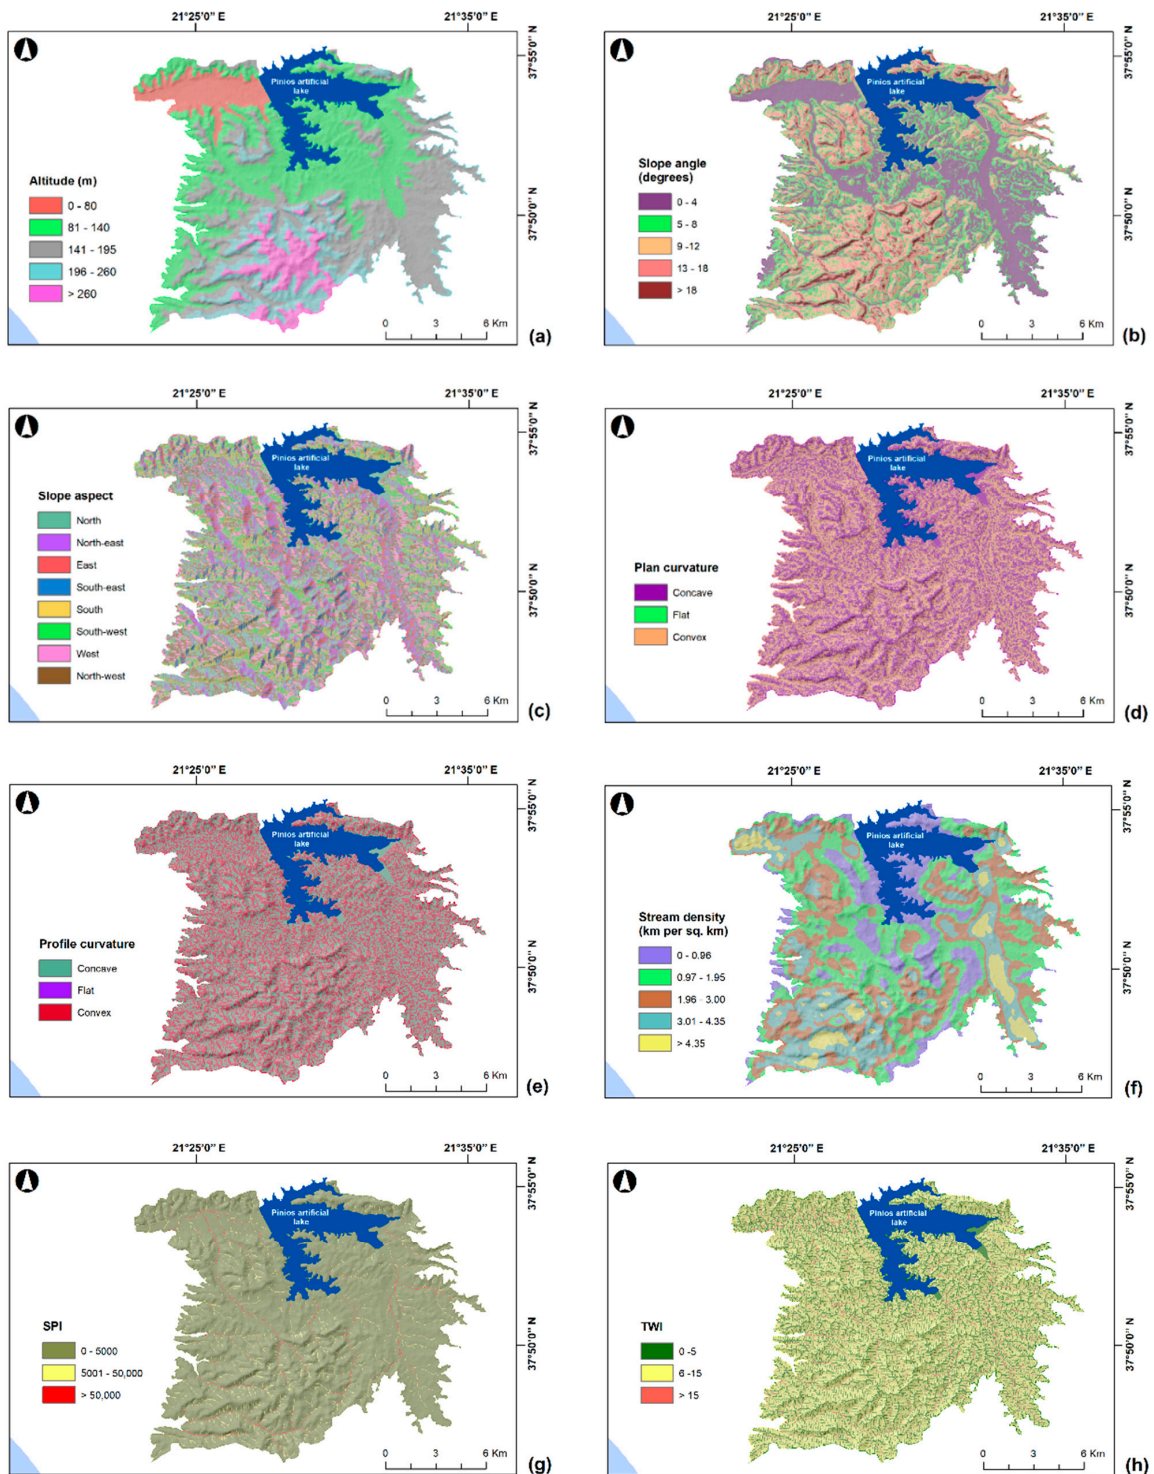 21°25'0'' E
21°35'0'' E
37°55'0'' N
37°50'0'' N
Pinios artificial
lake
Altitude (m)
0 - 80
81 - 140
141 - 195
196 - 260
> 260
0 3 6 Km
(a)
21°25'0'' E
21°35'0'' E
37°55'0'' N
37°50'0'' N
Pinios artificial
lake
Slope angle
(degrees)
0 - 4
5 - 8
9 -12
13 - 18
> 18
0 3 6 Km
(b)
21°25'0'' E
21°35'0'' E
37°55'0'' N
37°50'0'' N
Pinios artificial
lake
Slope aspect
North
North-east
East
South-east
South
South-west
West
North-west
0 3 6 Km
(c)
21°25'0'' E
21°35'0'' E
37°55'0'' N
37°50'0'' N
Pinios artificial
lake
Plan curvature
Concave
Flat
Convex
0 3 6 Km
(d)
21°25'0'' E
21°35'0'' E
37°55'0'' N
37°50'0'' N
Pinios artificial
lake
Profile curvature
Concave
Flat
Convex
0 3 6 Km
(e)
21°25'0'' E
21°35'0'' E
37°55'0'' N
37°50'0'' N
Pinios artificial
lake
Stream density
(km per sq. km)
0 - 0.96
0.97 - 1.95
1.96 - 3.00
3.01 - 4.35
> 4.35
0 3 6 Km
(f)
21°25'0'' E
21°35'0'' E
37°55'0'' N
37°50'0'' N
Pinios artificial
lake
SPI
0 - 5000
5001 - 50,000
> 50,000
0 3 6 Km
(g)
21°25'0'' E
21°35'0'' E
37°55'0'' N
37°50'0'' N
Pinios artificial
lake
TWI
0 -5
6 -15
> 15
0 3 6 Km
(h)